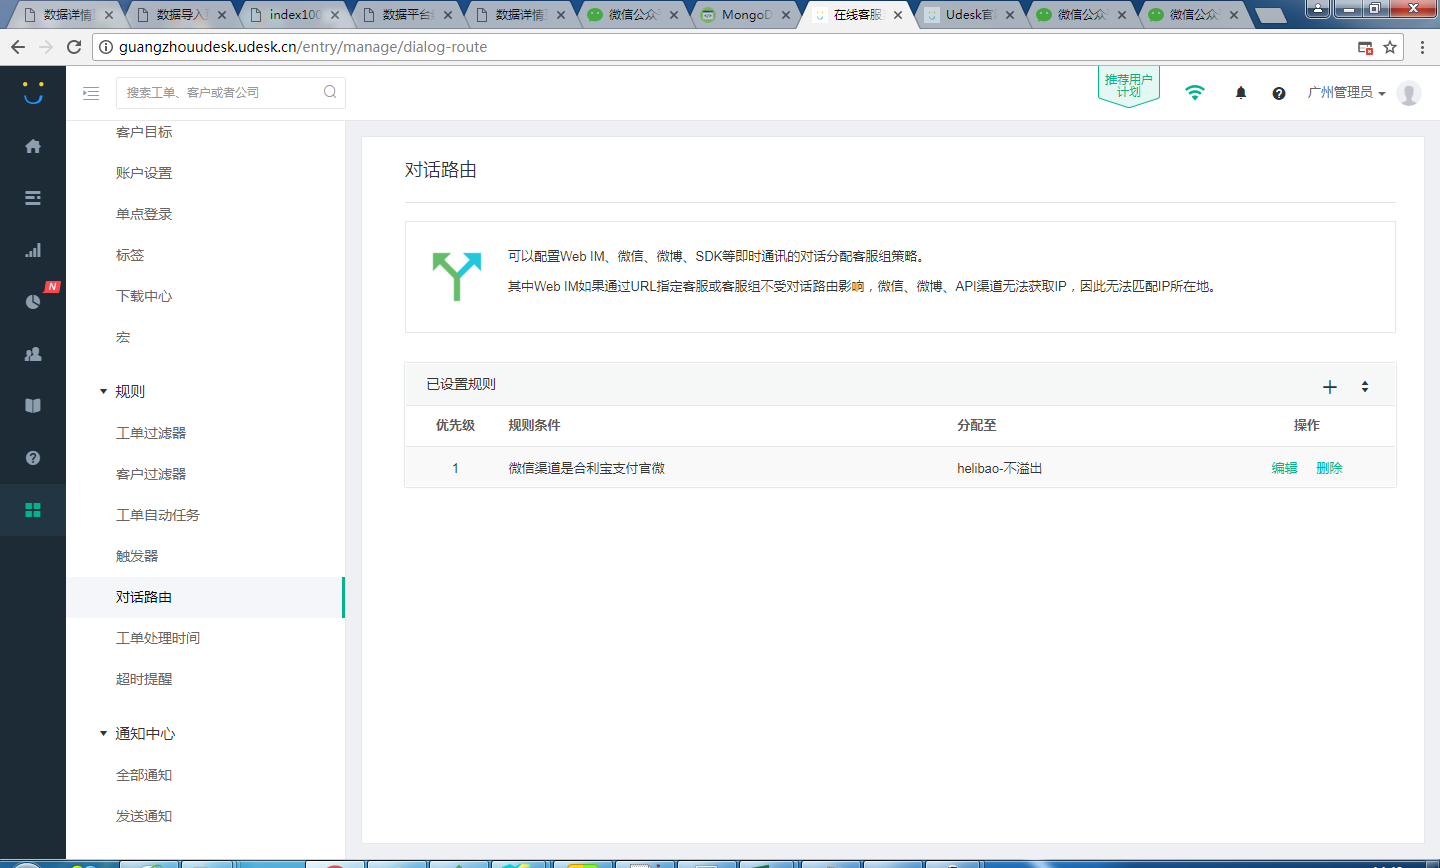 数据详情
数据导入
index100
数据平台
数据详情
微信公众
MongoD
在线客服
Udesk官
微信公众
微信公众
guangzhouudesk.udesk.cn/entry/manage/dialog-route
搜索工单、客户或者公司
推荐用户
计划
广州管理员
N
客户目标
账户设置
单点登录
标签
下载中心
宏
规则
工单过滤器
客户过滤器
工单自动任务
触发器
对话路由
工单处理时间
超时提醒
通知中心
全部通知
发送通知
对话路由
可以配置Web IM、微信、微博、SDK等即时通讯的对话分配客服组策略。
其中Web IM如果通过URL指定客服或客服组不受对话路由影响，微信、微博、API渠道无法获取IP，因此无法匹配IP所在地。
已设置规则
优先级 规则条件 分配至 操作
1 微信渠道是合利宝支付官微 helibao-不溢出 编辑 删除